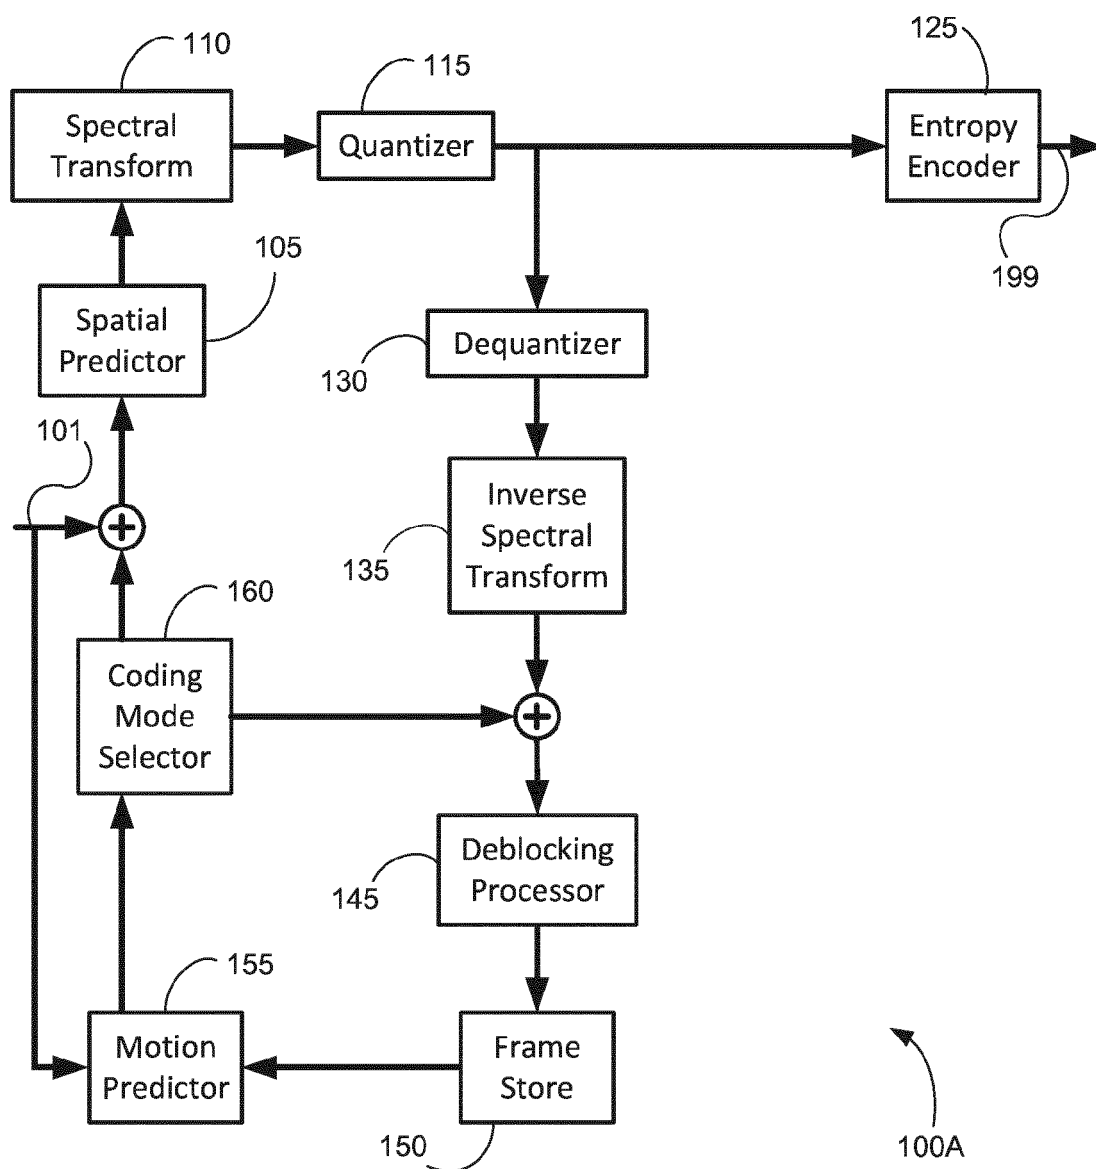 110
115
125
Spectral
Transform
Quantizer
Entropy
Encoder
199
105
Spatial
Predictor
Dequantizer
130
101
+
Inverse
Spectral
Transform
135
160
Coding
Mode
Selector
+
Deblocking
Processor
145
155
Motion
Predictor
Frame
Store
150
100A